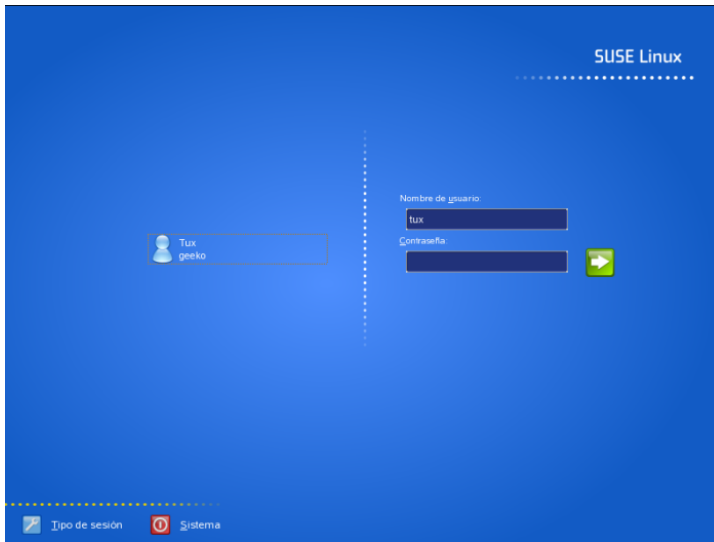 SUSE Linux
Tux
geeko
Nombre de usuario:
tux
Contraseña:
Tipo de sesión
Sistema